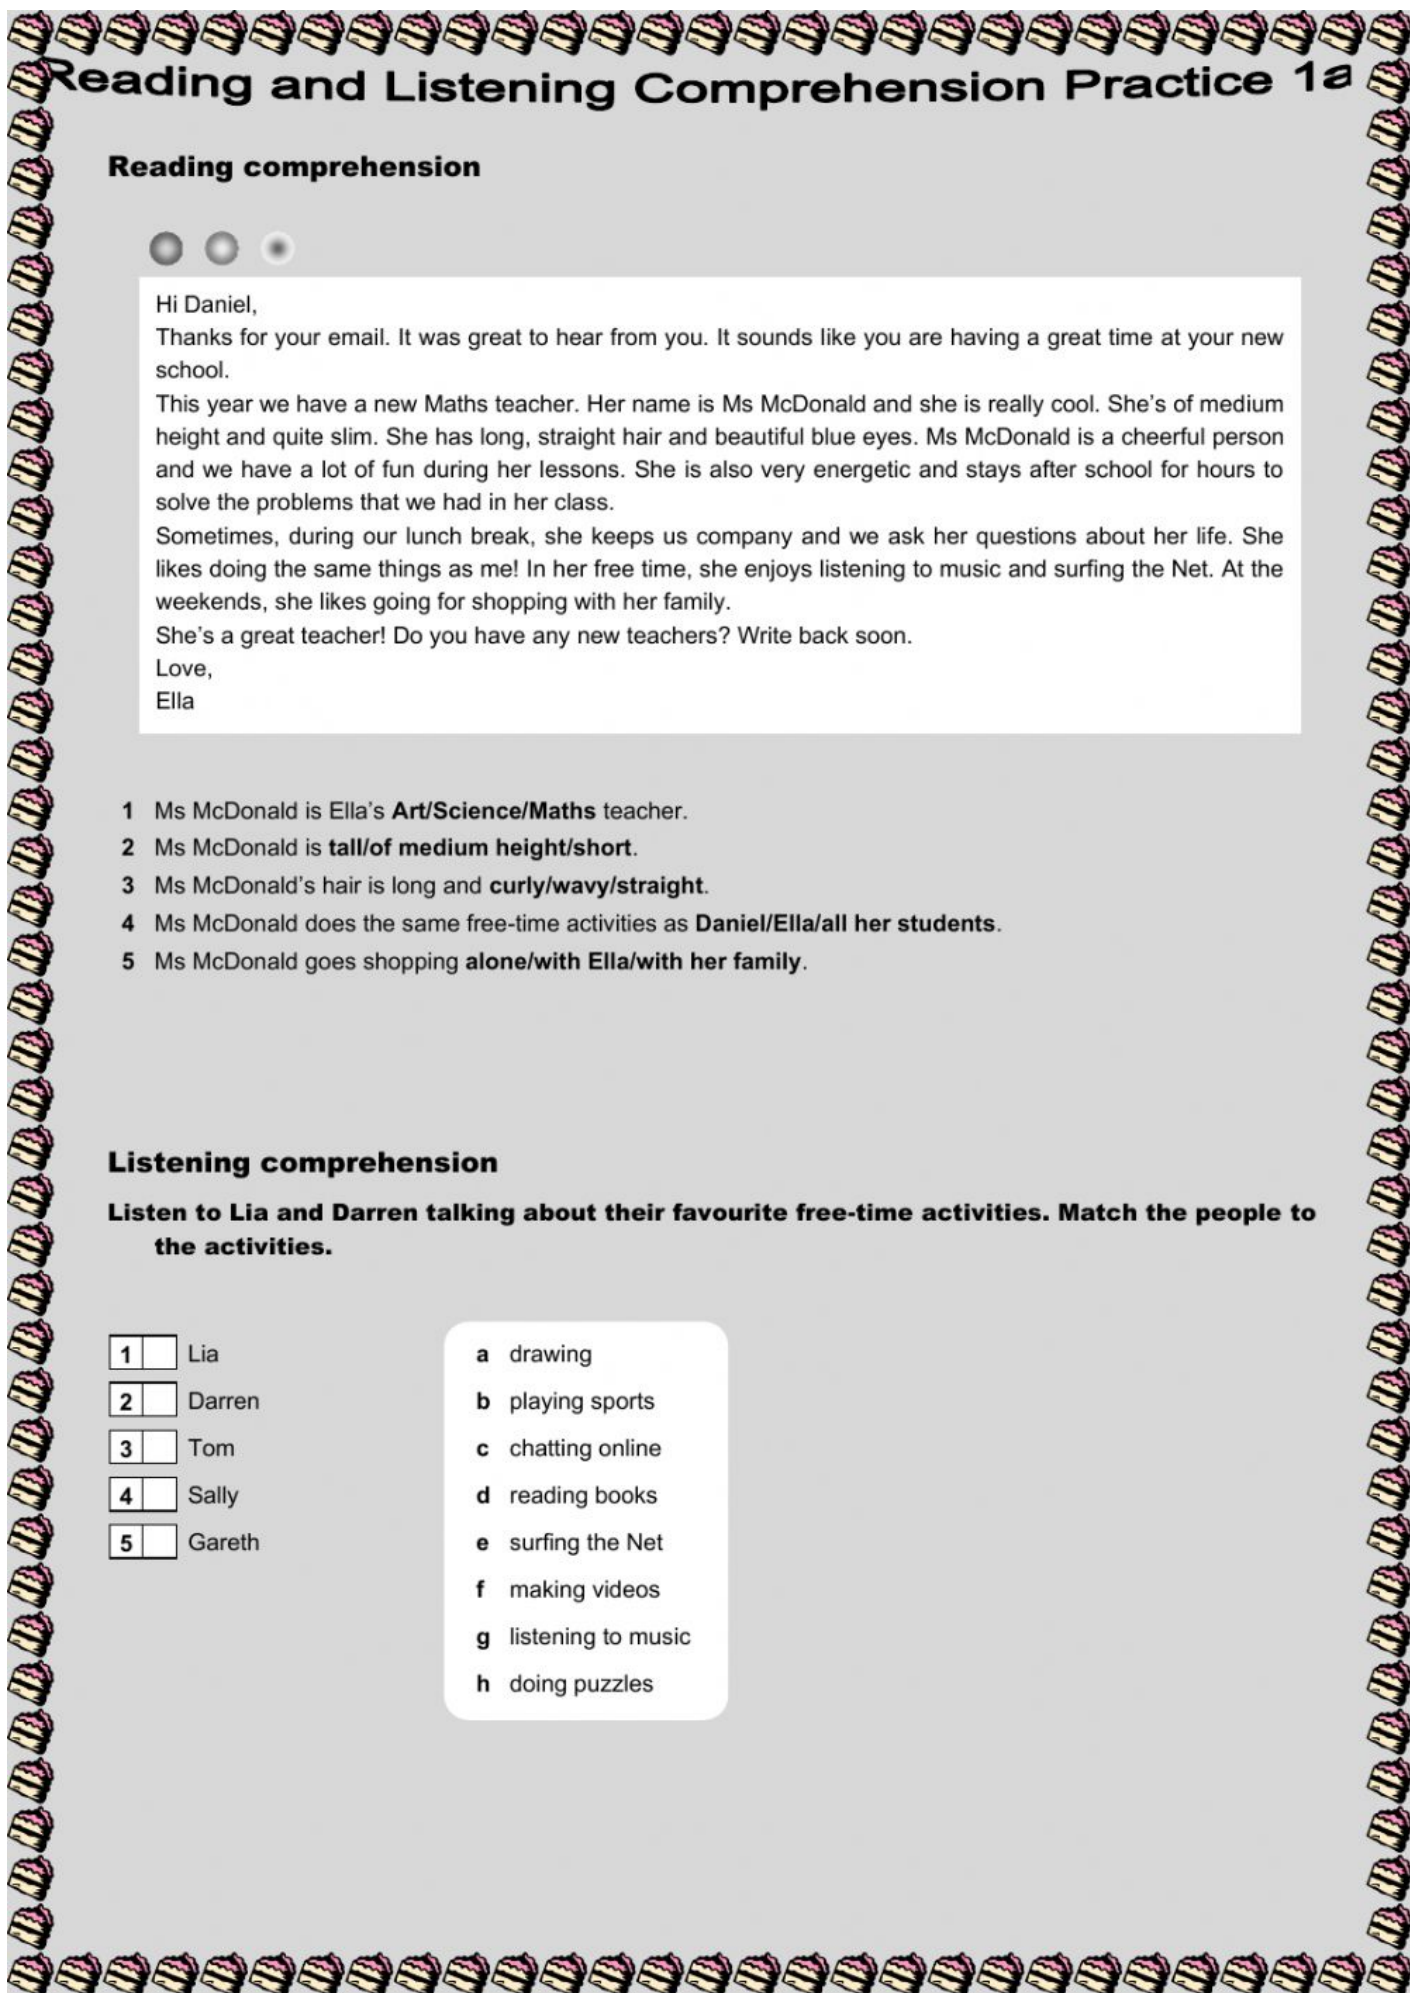 Reading and Listening Comprehension Practice 1a
Reading comprehension
Hi Daniel,
Thanks for your email. It was great to hear from you. It sounds like you are having a great time at your new
school.
This year we have a new Maths teacher. Her name is Ms McDonald and she is really cool. She's of medium
height and quite slim. She has long, straight hair and beautiful blue eyes. Ms McDonald is a cheerful person
and we have a lot of fun during her lessons. She is also very energetic and stays after school for hours to
solve the problems that we had in her class.
Sometimes, during our lunch break, she keeps us company and we ask her questions about her life. She
likes doing the same things as me! In her free time, she enjoys listening to music and surfing the Net. At the
weekends, she likes going for shopping with her family.
She's a great teacher! Do you have any new teachers? Write back soon.
Love,
Ella
1 Ms McDonald is Ella's Art/Science/Maths teacher.
2 Ms McDonald is tall/of medium height/short.
3 Ms McDonald's hair is long and curly/wavy/straight.
4 Ms McDonald does the same free-time activities as Daniel/Ella/all her students.
5 Ms McDonald goes shopping alone/with Ella/with her family.
Listening comprehension
Listen to Lia and Darren talking about their favourite free-time activities. Match the people to
the activities.
1 Lia
2 Darren
3 Tom
4 Sally
5 Gareth
a drawing
b playing sports
c chatting online
d reading books
e surfing the Net
f making videos
g listening to music
h doing puzzles